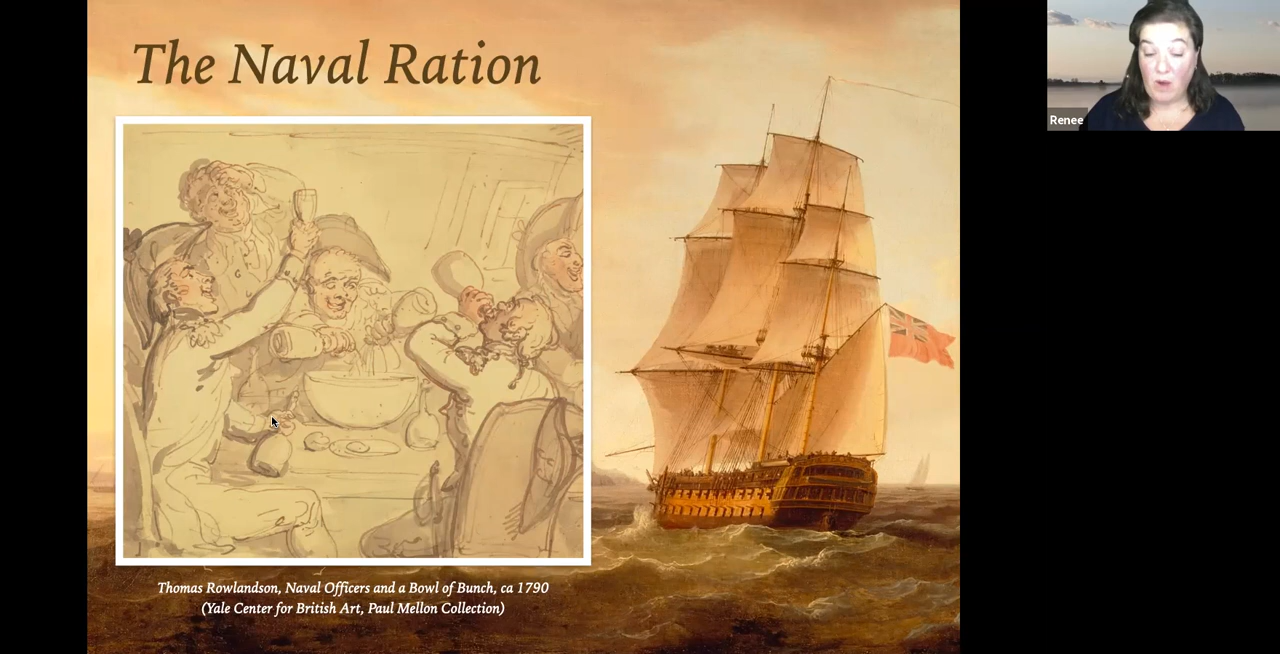 The Naval Ration
Thomas Rowlandson, Naval Officers and a Bowl of Bunch, ca 1790
(Yale Center for British Art, Paul Mellon Collection)
Renee